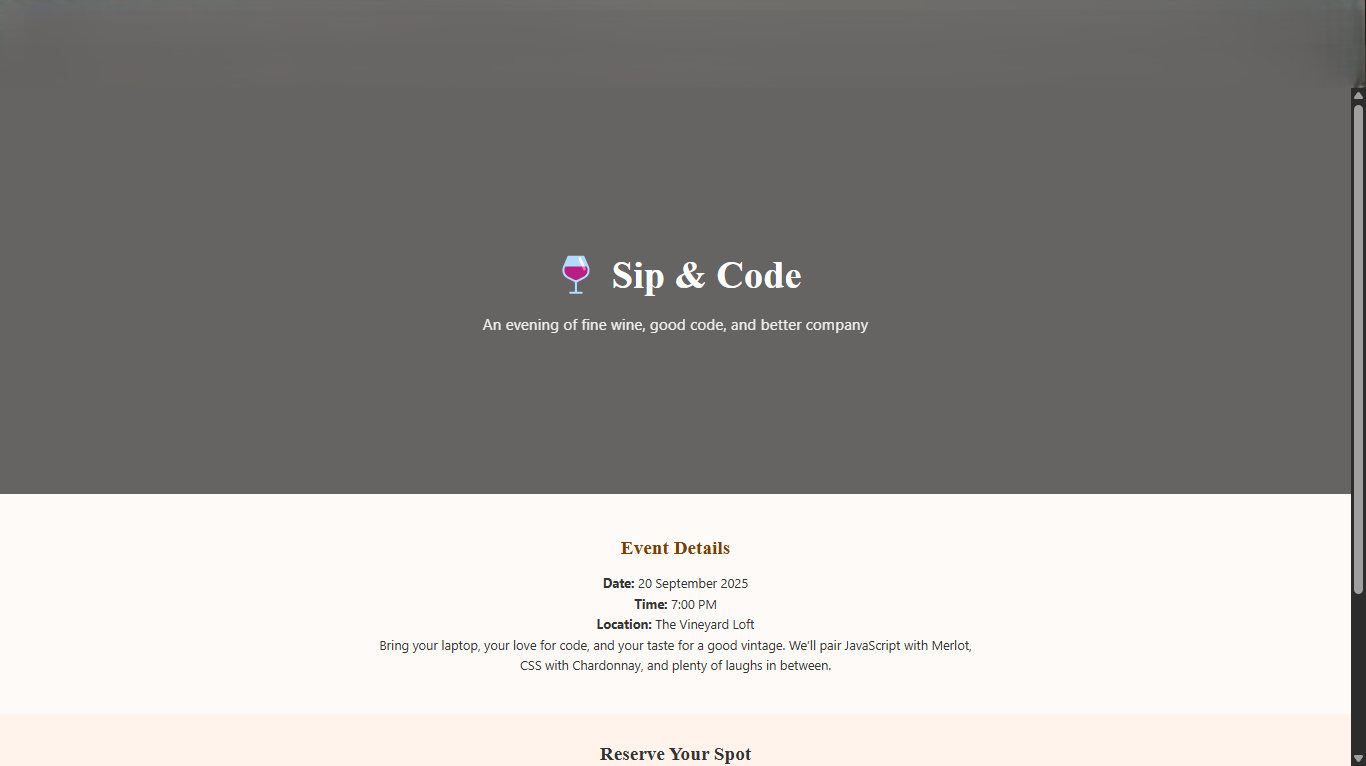 Sip & Code
An evening of fine wine, good code, and better company
Event Details
Date: 20 September 2025
Time: 7:00 PM
Location: The Vineyard Loft
Bring your laptop, your love for code, and your taste for a good vintage. We’ll pair JavaScript with Merlot,
CSS with Chardonnay, and plenty of laughs in between.
Reserve Your Spot